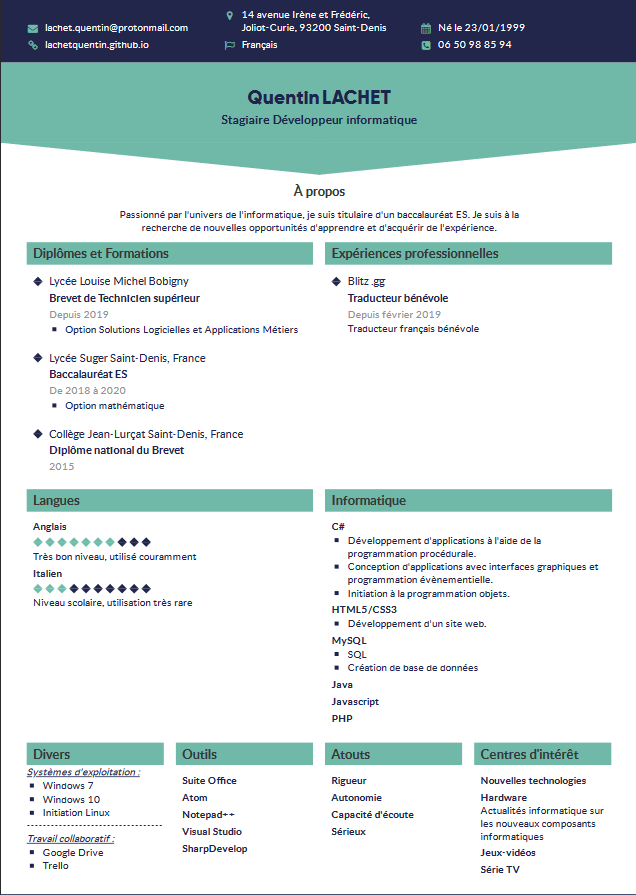 lachet.quentin@protonmail.com
lachetquentin.github.io
14 avenue Irène et Frédéric,
Joliot-Curie, 93200 Saint-Denis
Français
Né le 23/01/1999
06 50 98 85 94
Quentin LACHET
Stagiaire Développeur informatique
À propos
Passionné par l'univers de l'informatique, je suis titulaire d'un baccalauréat ES. Je suis à la
recherche de nouvelles opportunités d'apprendre et d'acquérir de l'expérience.
Diplômes et Formations
Lycée Louise Michel Bobigny
Brevet de Technicien supérieur
Depuis 2019
Option Solutions Logicielles et Applications Métiers
Lycée Suger Saint-Denis, France
Baccalauréat ES
De 2018 à 2020
Option mathématique
Collège Jean-Lurçat Saint-Denis, France
Diplôme national du Brevet
2015
Expériences professionnelles
Blitz .gg
Traducteur bénévole
Depuis février 2019
Traducteur français bénévole
Langues
Anglais
Très bon niveau, utilisé couramment
Italien
Niveau scolaire, utilisation très rare
Informatique
C#
Développement d'applications à l'aide de la
programmation procédurale.
Conception d'applications avec interfaces graphiques et
programmation évènementielle.
Initiation à la programmation objets.
HTML5/CSS3
Développement d'un site web.
MySQL
SQL
Création de base de données
Java
Javascript
PHP
Divers
Systèmes d'exploitation :
Windows 7
Windows 10
Initiation Linux
Travail collaboratif :
Google Drive
Trello
Outils
Suite Office
Atom
Notepad++
Visual Studio
SharpDevelop
Atouts
Rigueur
Autonomie
Capacité d'écoute
Sérieux
Centres d'intérêt
Nouvelles technologies
Hardware
Actualités informatique sur
les nouveaux composants
informatiques
Jeux-vidéos
Série TV